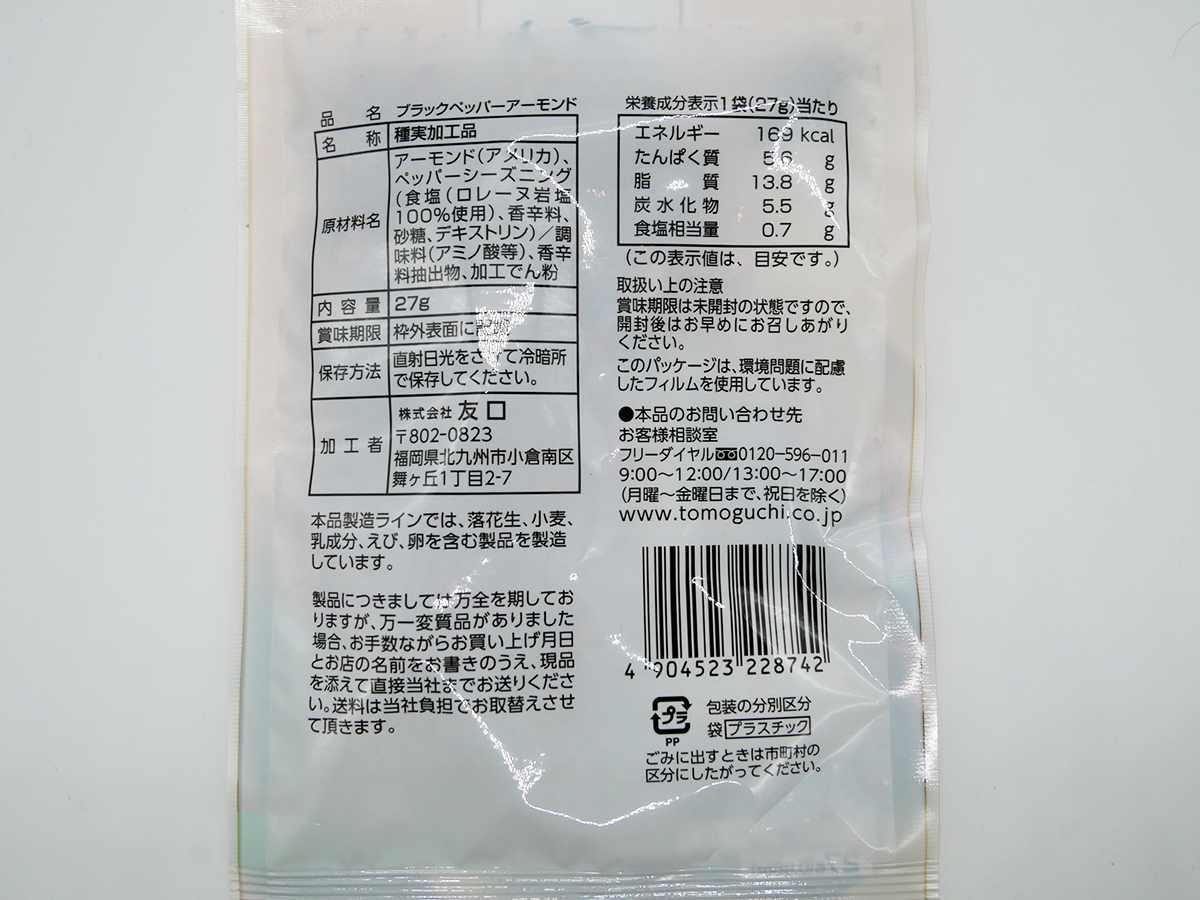 品名 ブラックペッパーアーモンド
名称 種実加工品
原材料名
アーモンド(アメリカ)、
ペッパーシーズニング
(食塩(ロレーヌ岩塩
100%使用)、香辛料、
砂糖、デキストリン)/調
味料(アミノ酸等)、香辛
料抽出物、加工でん粉
内容量 27g
賞味期限 枠外表面に
保存方法
直射日光をさけて冷暗所
で保存してください。
加工者
株式会社 友口
〒802-0823
福岡県北九州市小倉南区
舞ヶ丘1丁目2-7
本品製造ラインでは、落花生、小麦、
乳成分、えび、卵を含む製品を製造
しています。
製品につきましては万全を期してお
りますが、万一変質品がありました
場合、お手数ながらお買い上げ月日
とお店の名前をお書きのうえ、現品
を添えて直接当社までお送りくださ
い。送料は当社負担でお取替えさせ
て頂きます。
栄養成分表示1袋(27g)当たり
エネルギー 169 kcal
たんぱく質 5.6 g
脂質 13.8 g
炭水化物 5.5 g
食塩相当量 0.7 g
(この表示値は、目安です。)
取扱い上の注意
賞味期限は未開封の状態ですので、
開封後はお早めにお召しあがり
ください。
このパッケージは、環境問題に配慮
したフィルムを使用しています。
●本品のお問い合わせ先
お客様相談室
フリーダイヤル0120-596-011
9:00~12:00/13:00~17:00
(月曜~金曜日まで、祝日を除く)
www.tomoguchi.co.jp
4 904523 228742
プラ
PP
包装の分別区分
袋 プラスチック
ごみに出すときは市町村の
区分にしたがってください。